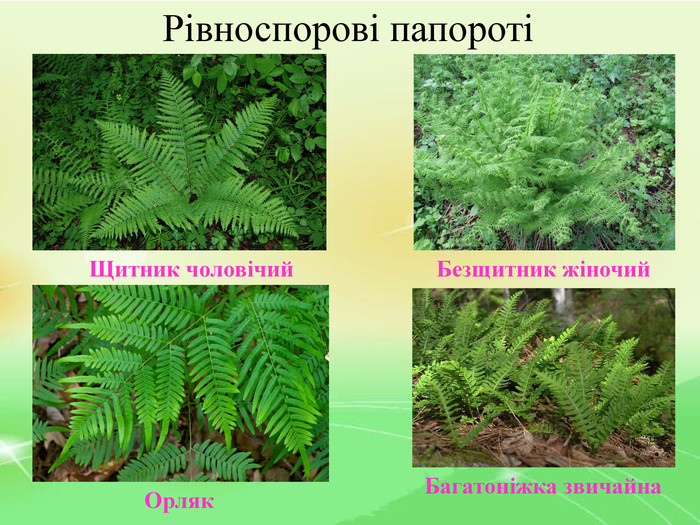 Рівноспорові папороті
Щитник чоловічий
Безщитник жіночий
Орляк
Багатоніжка звичайна